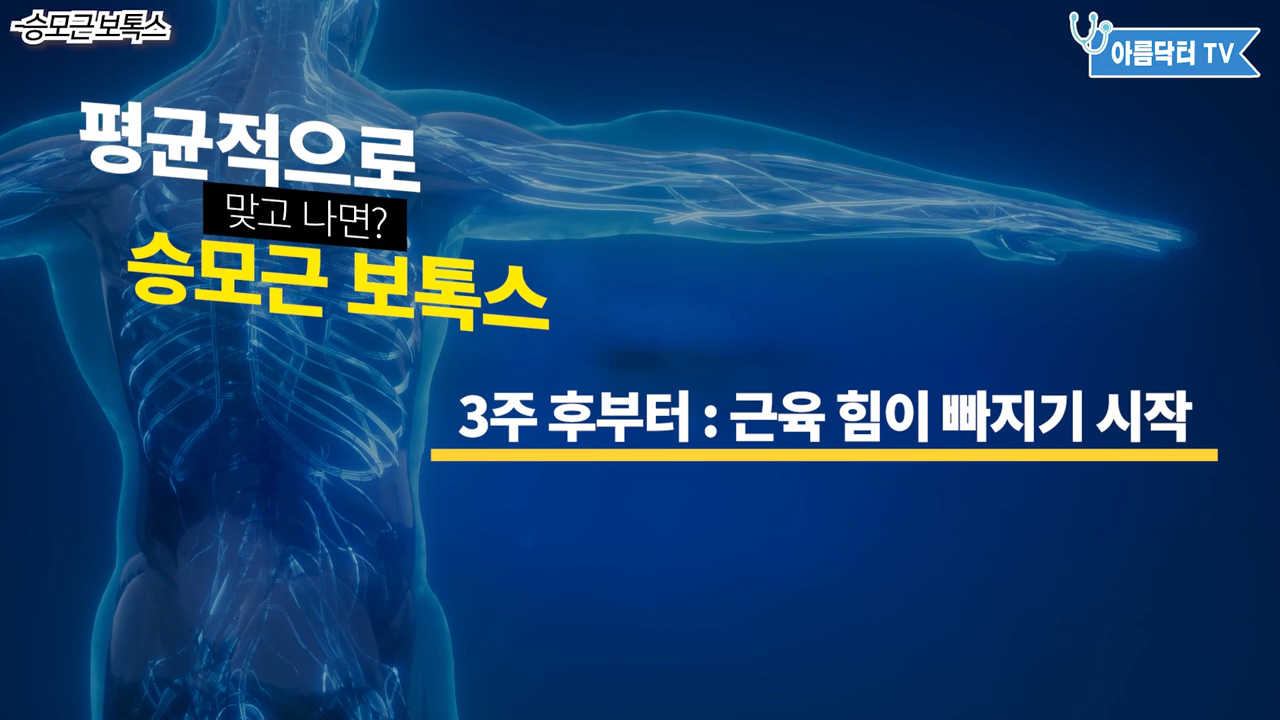 -승모근 보톡스
아름닥터 TV
평균적으로
맞고 나면?
승모근 보톡스
3주 후부터 : 근육 힘이 빠지기 시작